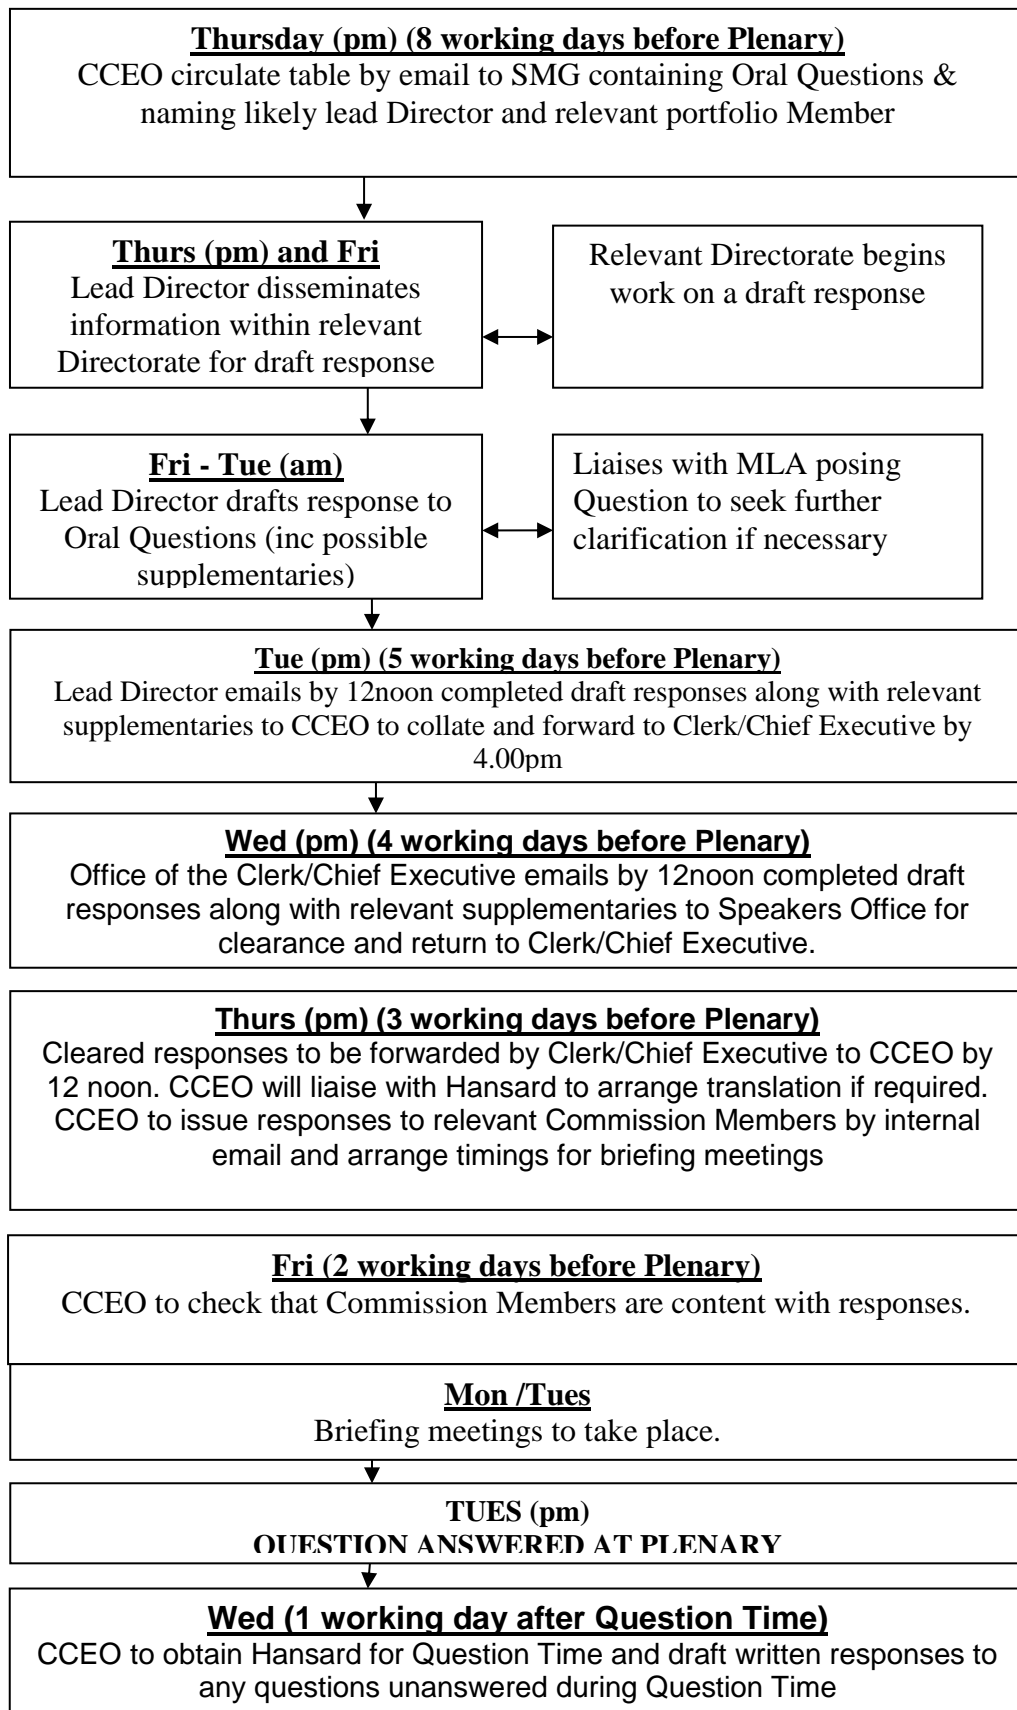 Thursday (pm) (8 working days before Plenary)
CCEO circulate table by email to SMG containing Oral Questions &
naming likely lead Director and relevant portfolio Member
Thurs (pm) and Fri
Lead Director disseminates
information within relevant
Directorate for draft response
Relevant Directorate begins
work on a draft response
Fri - Tue (am)
Lead Director drafts response to
Oral Questions (inc possible
supplementaries)
Liaises with MLA posing
Question to seek further
clarification if necessary
Tue (pm) (5 working days before Plenary)
Lead Director emails by 12noon completed draft responses along with relevant
supplementaries to CCEO to collate and forward to Clerk/Chief Executive by
4.00pm
Wed (pm) (4 working days before Plenary)
Office of the Clerk/Chief Executive emails by 12noon completed draft
responses along with relevant supplementaries to Speakers Office for
clearance and return to Clerk/Chief Executive.
Thurs (pm) (3 working days before Plenary)
Cleared responses to be forwarded by Clerk/Chief Executive to CCEO by
12 noon. CCEO will liaise with Hansard to arrange translation if required.
CCEO to issue responses to relevant Commission Members by internal
email and arrange timings for briefing meetings
Fri (2 working days before Plenary)
CCEO to check that Commission Members are content with responses.
Mon /Tues
Briefing meetings to take place.
TUES (pm)
QUESTION ANSWERED AT PLENARY
Wed (1 working day after Question Time)
CCEO to obtain Hansard for Question Time and draft written responses to
any questions unanswered during Question Time